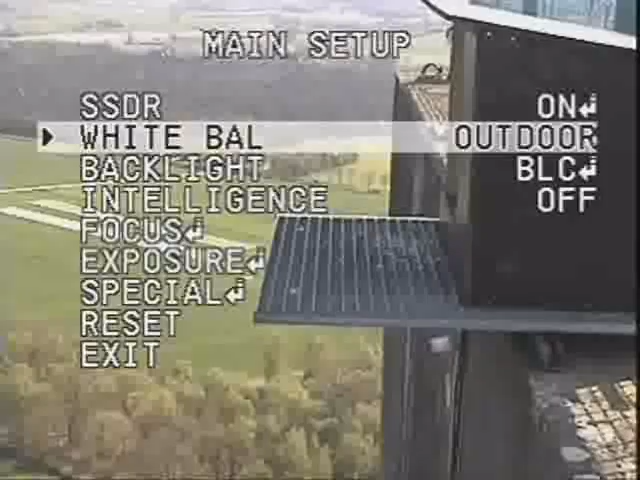 MAIN SETUP
SSDR ON↲
WHITE BAL OUTDOOR
BACKLIGHT BLC↲
INTELLIGENCE OFF
FOCUS↲
EXPOSURE↲
SPECIAL↲
RESET
EXIT